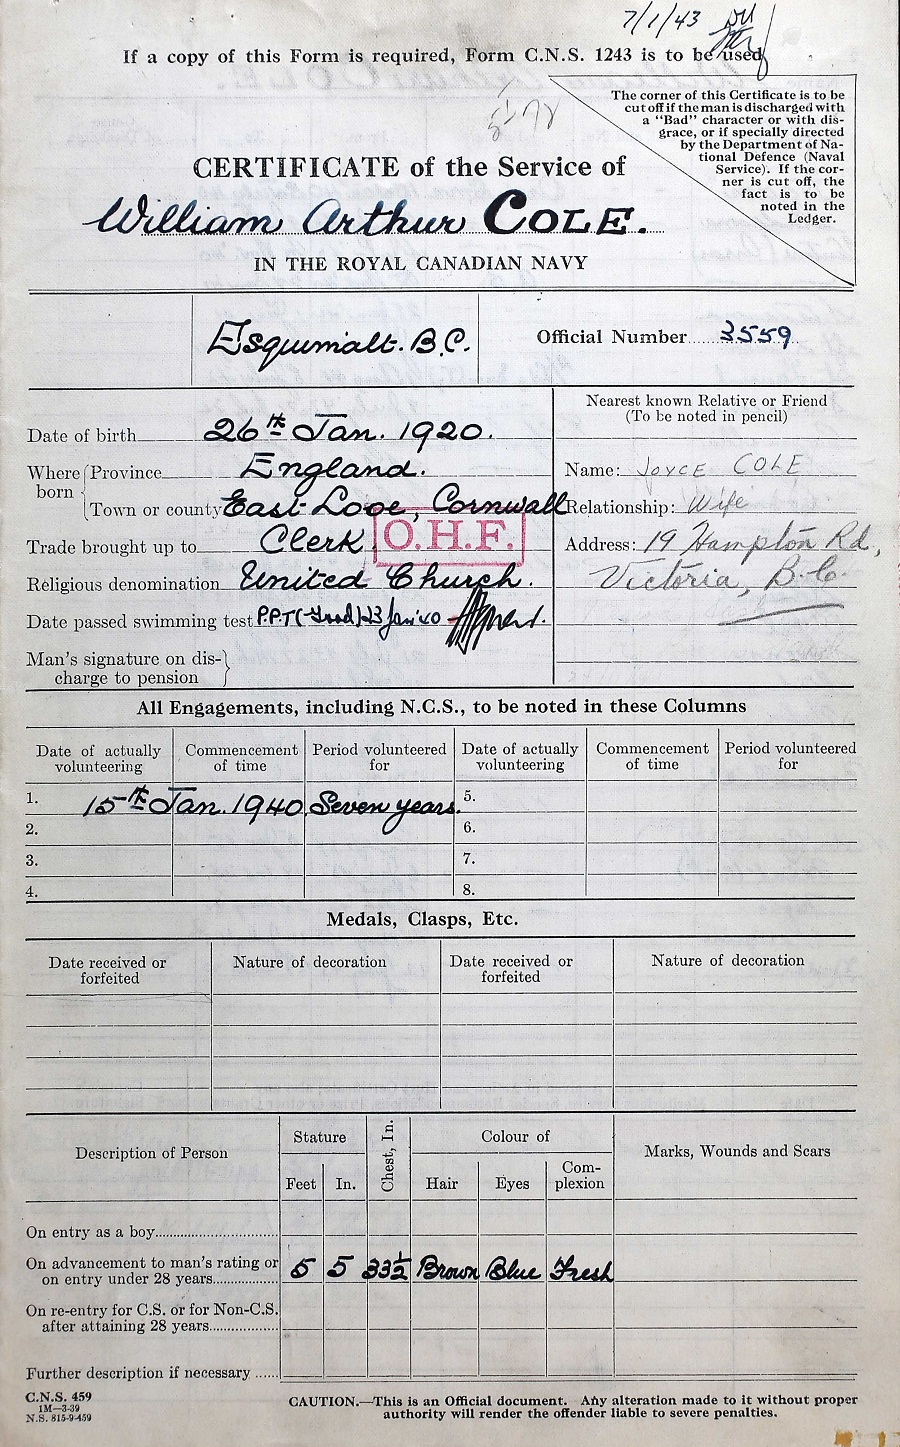 7/1/43
If a copy of this Form is required, Form C.N.S. 1243 is to be used
The corner of this Certificate is to be
cut off if the man is discharged with
a "Bad" character or with dis-
grace, or if specially directed
by the Department of Na-
tional Defence (Naval
Service). If the cor-
ner is cut off, the
fact is to be
noted in the
Ledger.
CERTIFICATE of the Service of
William Arthur COLE.
IN THE ROYAL CANADIAN NAVY
Esquimalt. B.C.
Official Number 3559
Date of birth 26th Jan. 1920.
Where born { Province England.
Town or county East Looe, Cornwall
Trade brought up to Clerk.
O.H.F.
Religious denomination United Church.
Date passed swimming test P.P.T. (Good) 23 Jan 40
Man's signature on dis-
charge to pension }
Nearest known Relative or Friend
(To be noted in pencil)
Name: JOYCE COLE
Relationship: Wife
Address: 19 Hampton Rd,
Victoria, B.C.
All Engagements, including N.C.S., to be noted in these Columns
Date of actually volunteering Commencement of time Period volunteered for Date of actually volunteering Commencement of time Period volunteered for
1. 15th Jan. 1940 Seven years. 5.
2. 6.
3. 7.
4. 8.
Medals, Clasps, Etc.
Date received or forfeited Nature of decoration Date received or forfeited Nature of decoration
Description of Person Stature Chest, In. Colour of Marks, Wounds and Scars
Feet In. Hair Eyes Com-plexion
On entry as a boy
On advancement to man's rating or
on entry under 28 years 5 5 33½ Brown Blue Fresh
On re-entry for C.S. or for Non-C.S.
after attaining 28 years
Further description if necessary
C.N.S. 459
1M—3-39
N.S. 815-9-459
CAUTION.—This is an Official document. Any alteration made to it without proper
authority will render the offender liable to severe penalties.